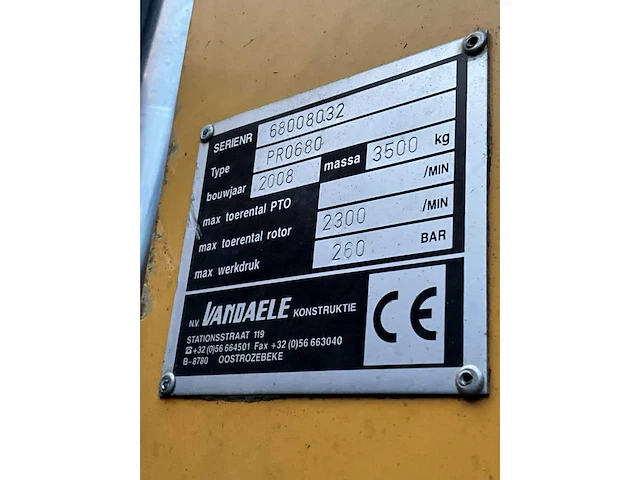 SERIENR 68008032
Type PRO680
bouwjaar 2008 massa 3500 kg
max toerental PTO /MIN
max toerental rotor 2300 /MIN
max werkdruk 260 BAR
N.V. VANDAELE KONSTRUKTIE
STATIONSSTRAAT 119
☎+32 (0)56 664501 Fax +32 (0)56 663040
B-8780 OOSTROZEBEKE
CE